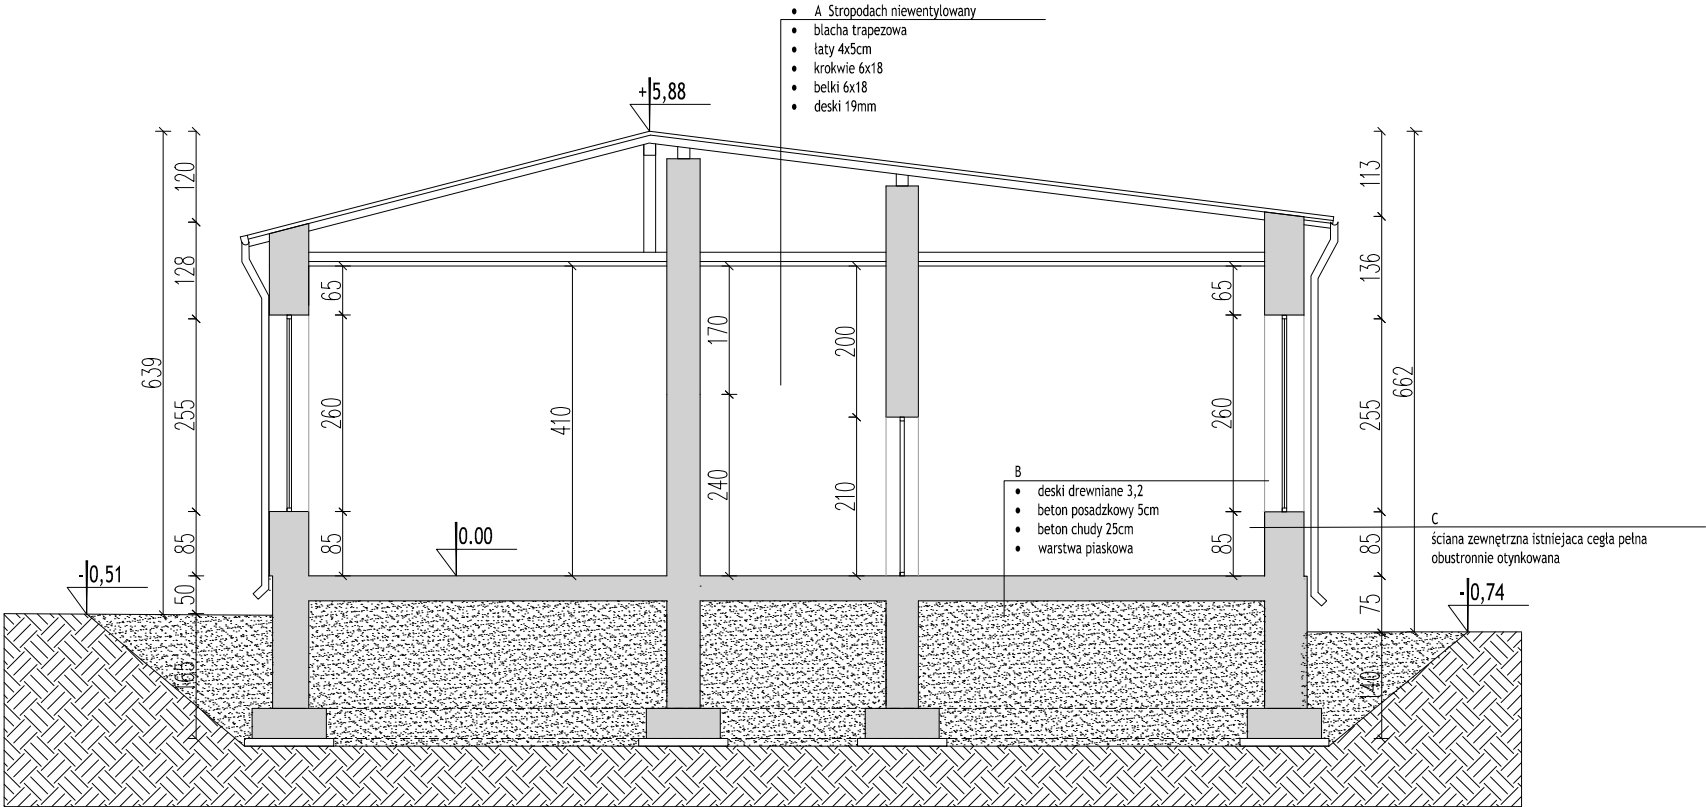 • A Stropodach niewentylowany
• blacha trapezowa
• łaty 4x5cm
• krokwie 6x18
• belki 6x18
• deski 19mm
+5,88
120
128
255
85
50
165
639
65
260
85
410
0.00
-0,51
170
240
200
210
65
260
85
113
136
255
85
75
140
662
-0,74
B
• deski drewniane 3,2
• beton posadzkowy 5cm
• beton chudy 25cm
• warstwa piaskowa
C
ściana zewnętrzna istniejaca cegła pełna
obustronnie otynkowana